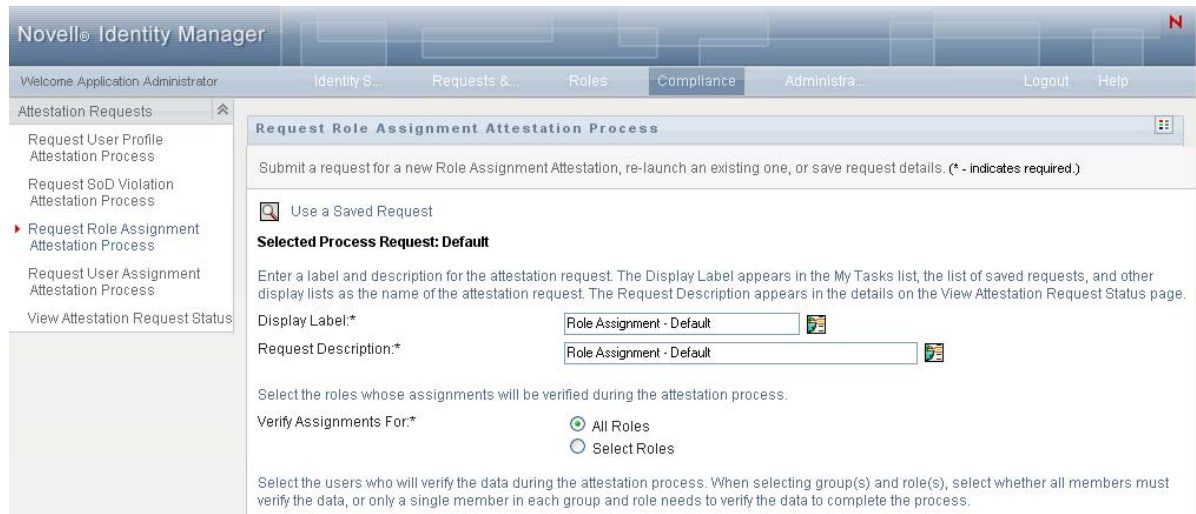 Novell® Identity Manager
N
Welcome Application Administrator
Identity S...
Requests &...
Roles
Compliance
Administra...
Logout
Help
Attestation Requests
Request User Profile
Attestation Process
Request SoD Violation
Attestation Process
Request Role Assignment
Attestation Process
Request User Assignment
Attestation Process
View Attestation Request Status
Request Role Assignment Attestation Process
Submit a request for a new Role Assignment Attestation, re-launch an existing one, or save request details. (* - indicates required.)
Use a Saved Request
Selected Process Request: Default
Enter a label and description for the attestation request. The Display Label appears in the My Tasks list, the list of saved requests, and other
display lists as the name of the attestation request. The Request Description appears in the details on the View Attestation Request Status page.
Display Label:*
Role Assignment - Default
Request Description:*
Role Assignment - Default
Select the roles whose assignments will be verified during the attestation process.
Verify Assignments For:*
All Roles
Select Roles
Select the users who will verify the data during the attestation process. When selecting group(s) and role(s), select whether all members must
verify the data, or only a single member in each group and role needs to verify the data to complete the process.